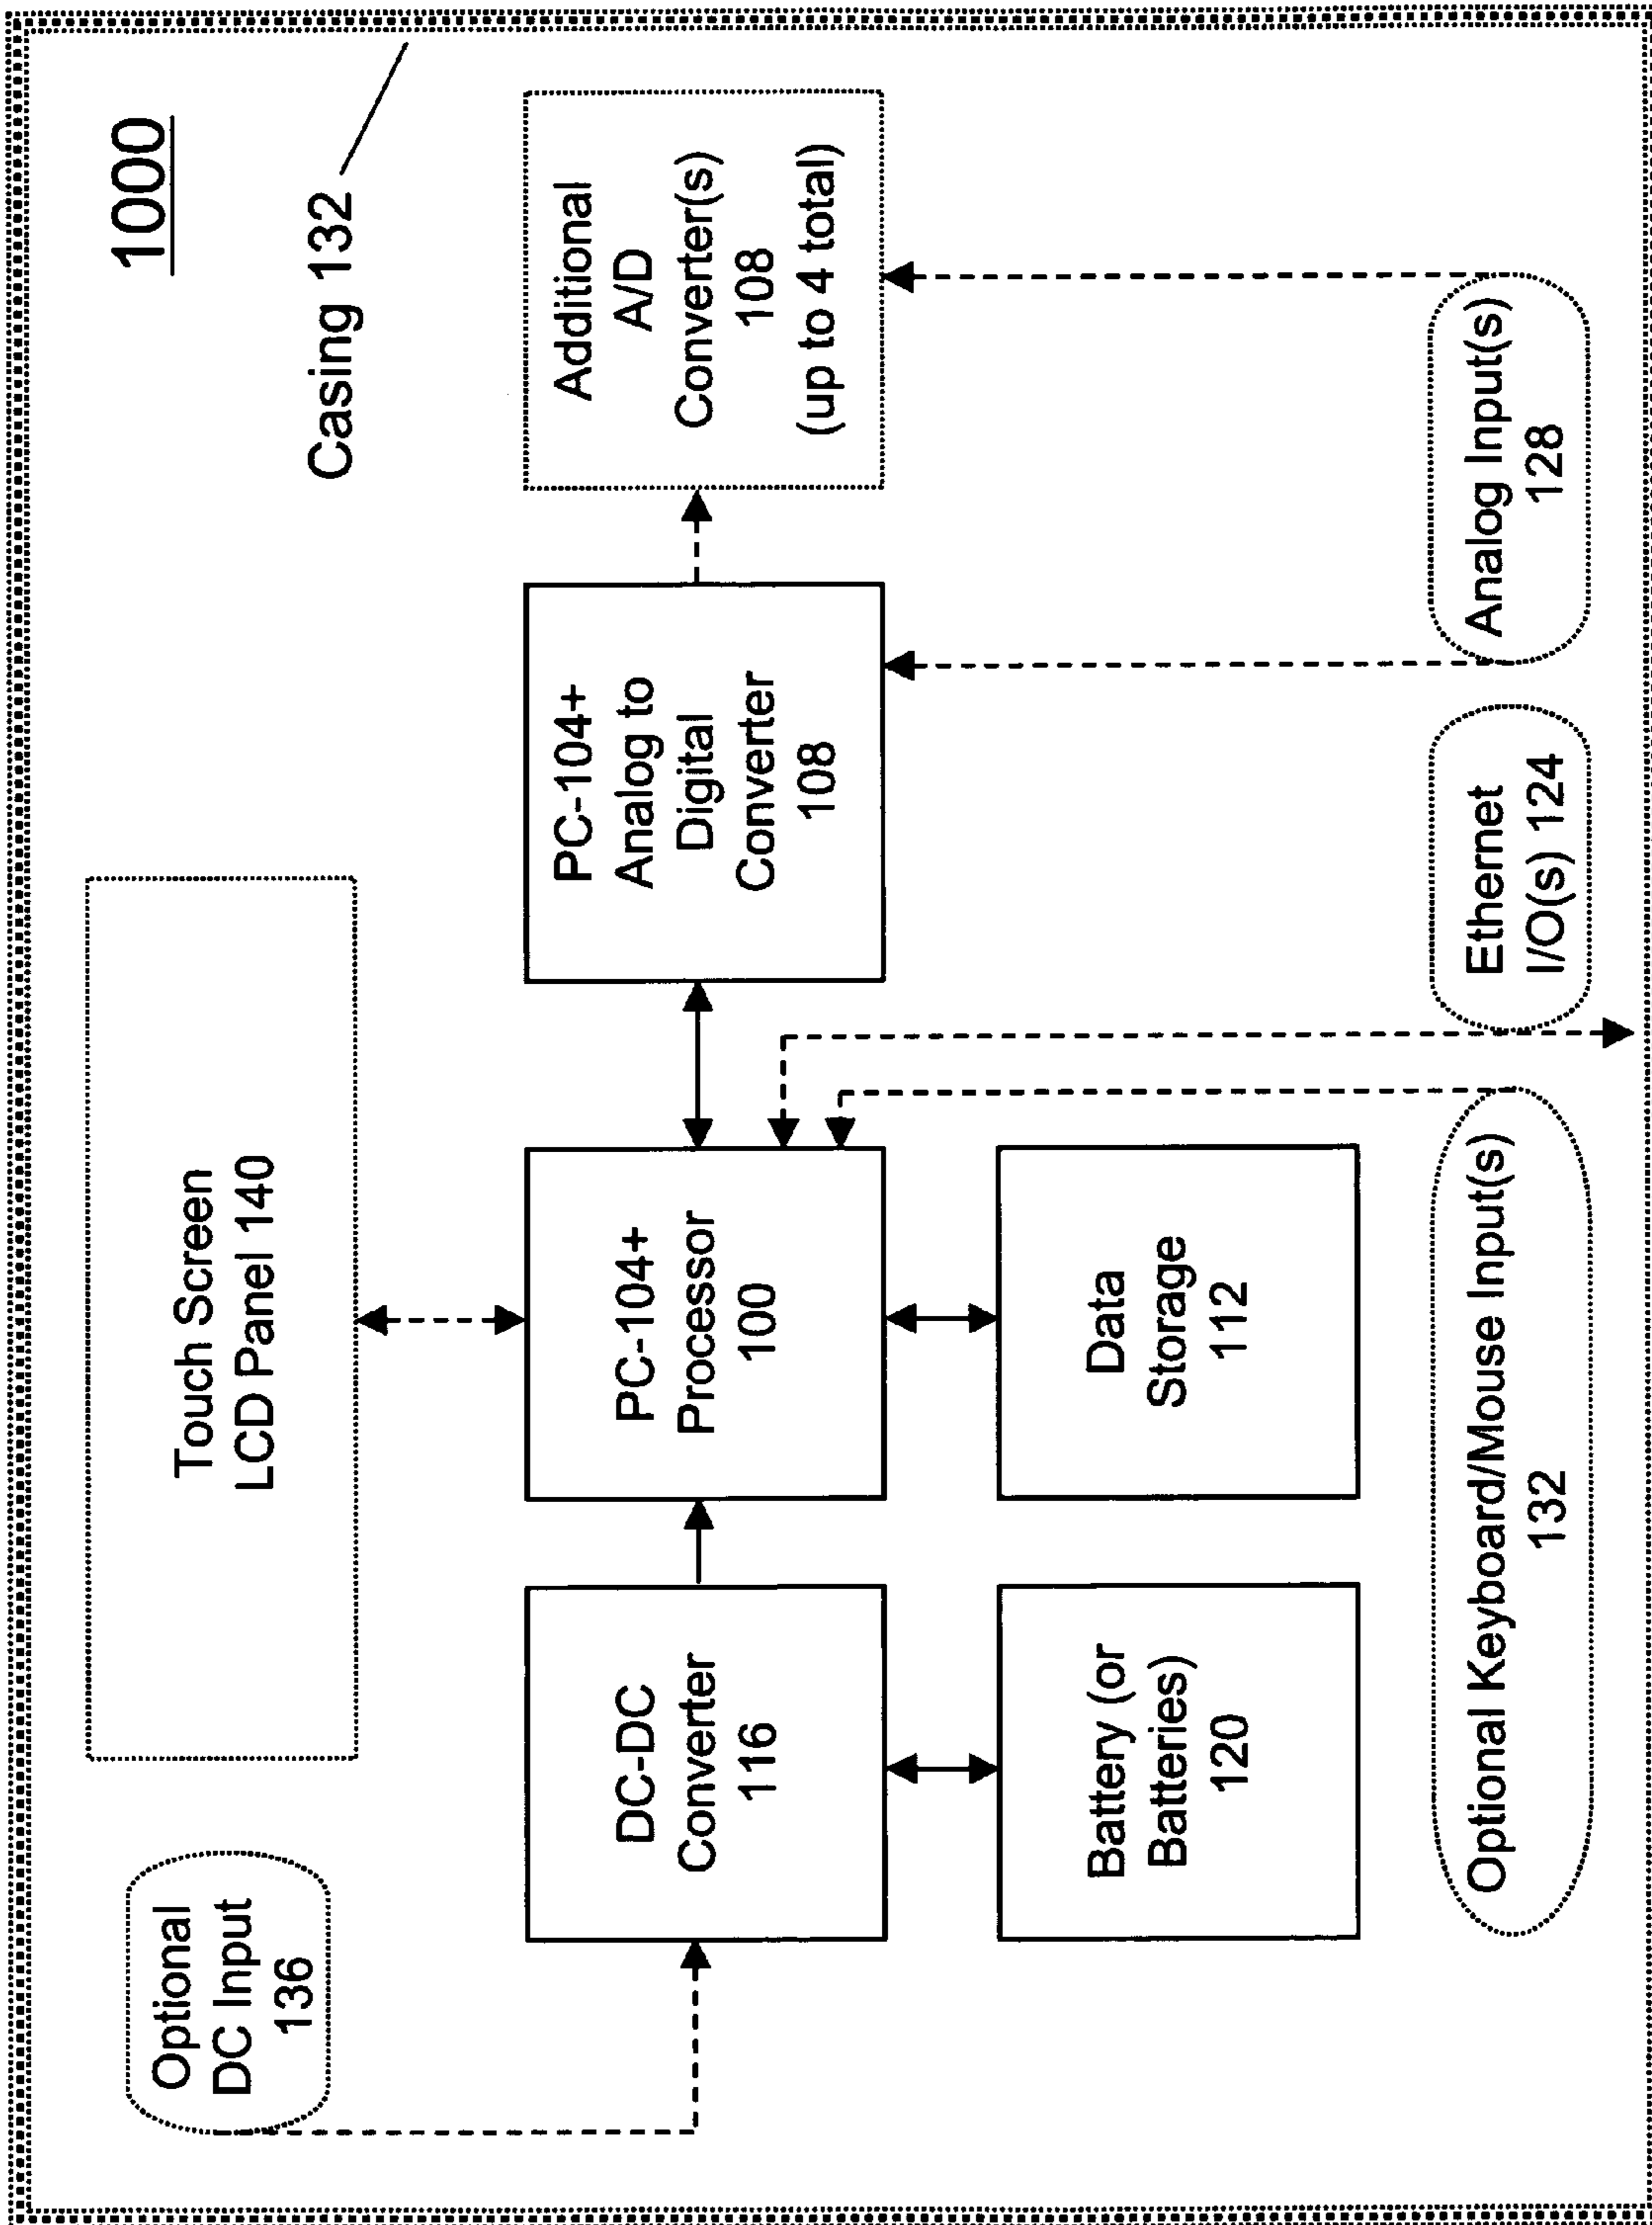 1000
Casing 132
Optional
DC Input
136
Touch Screen
LCD Panel 140
DC-DC
Converter
116
PC-104+
Processor
100
PC-104+
Analog to
Digital
Converter
108
Additional
A/D
Converter(s)
108
(up to 4 total)
Battery (or
Batteries)
120
Data
Storage
112
Optional Keyboard/Mouse Input(s)
132
Ethernet
I/O(s) 124
Analog Input(s)
128